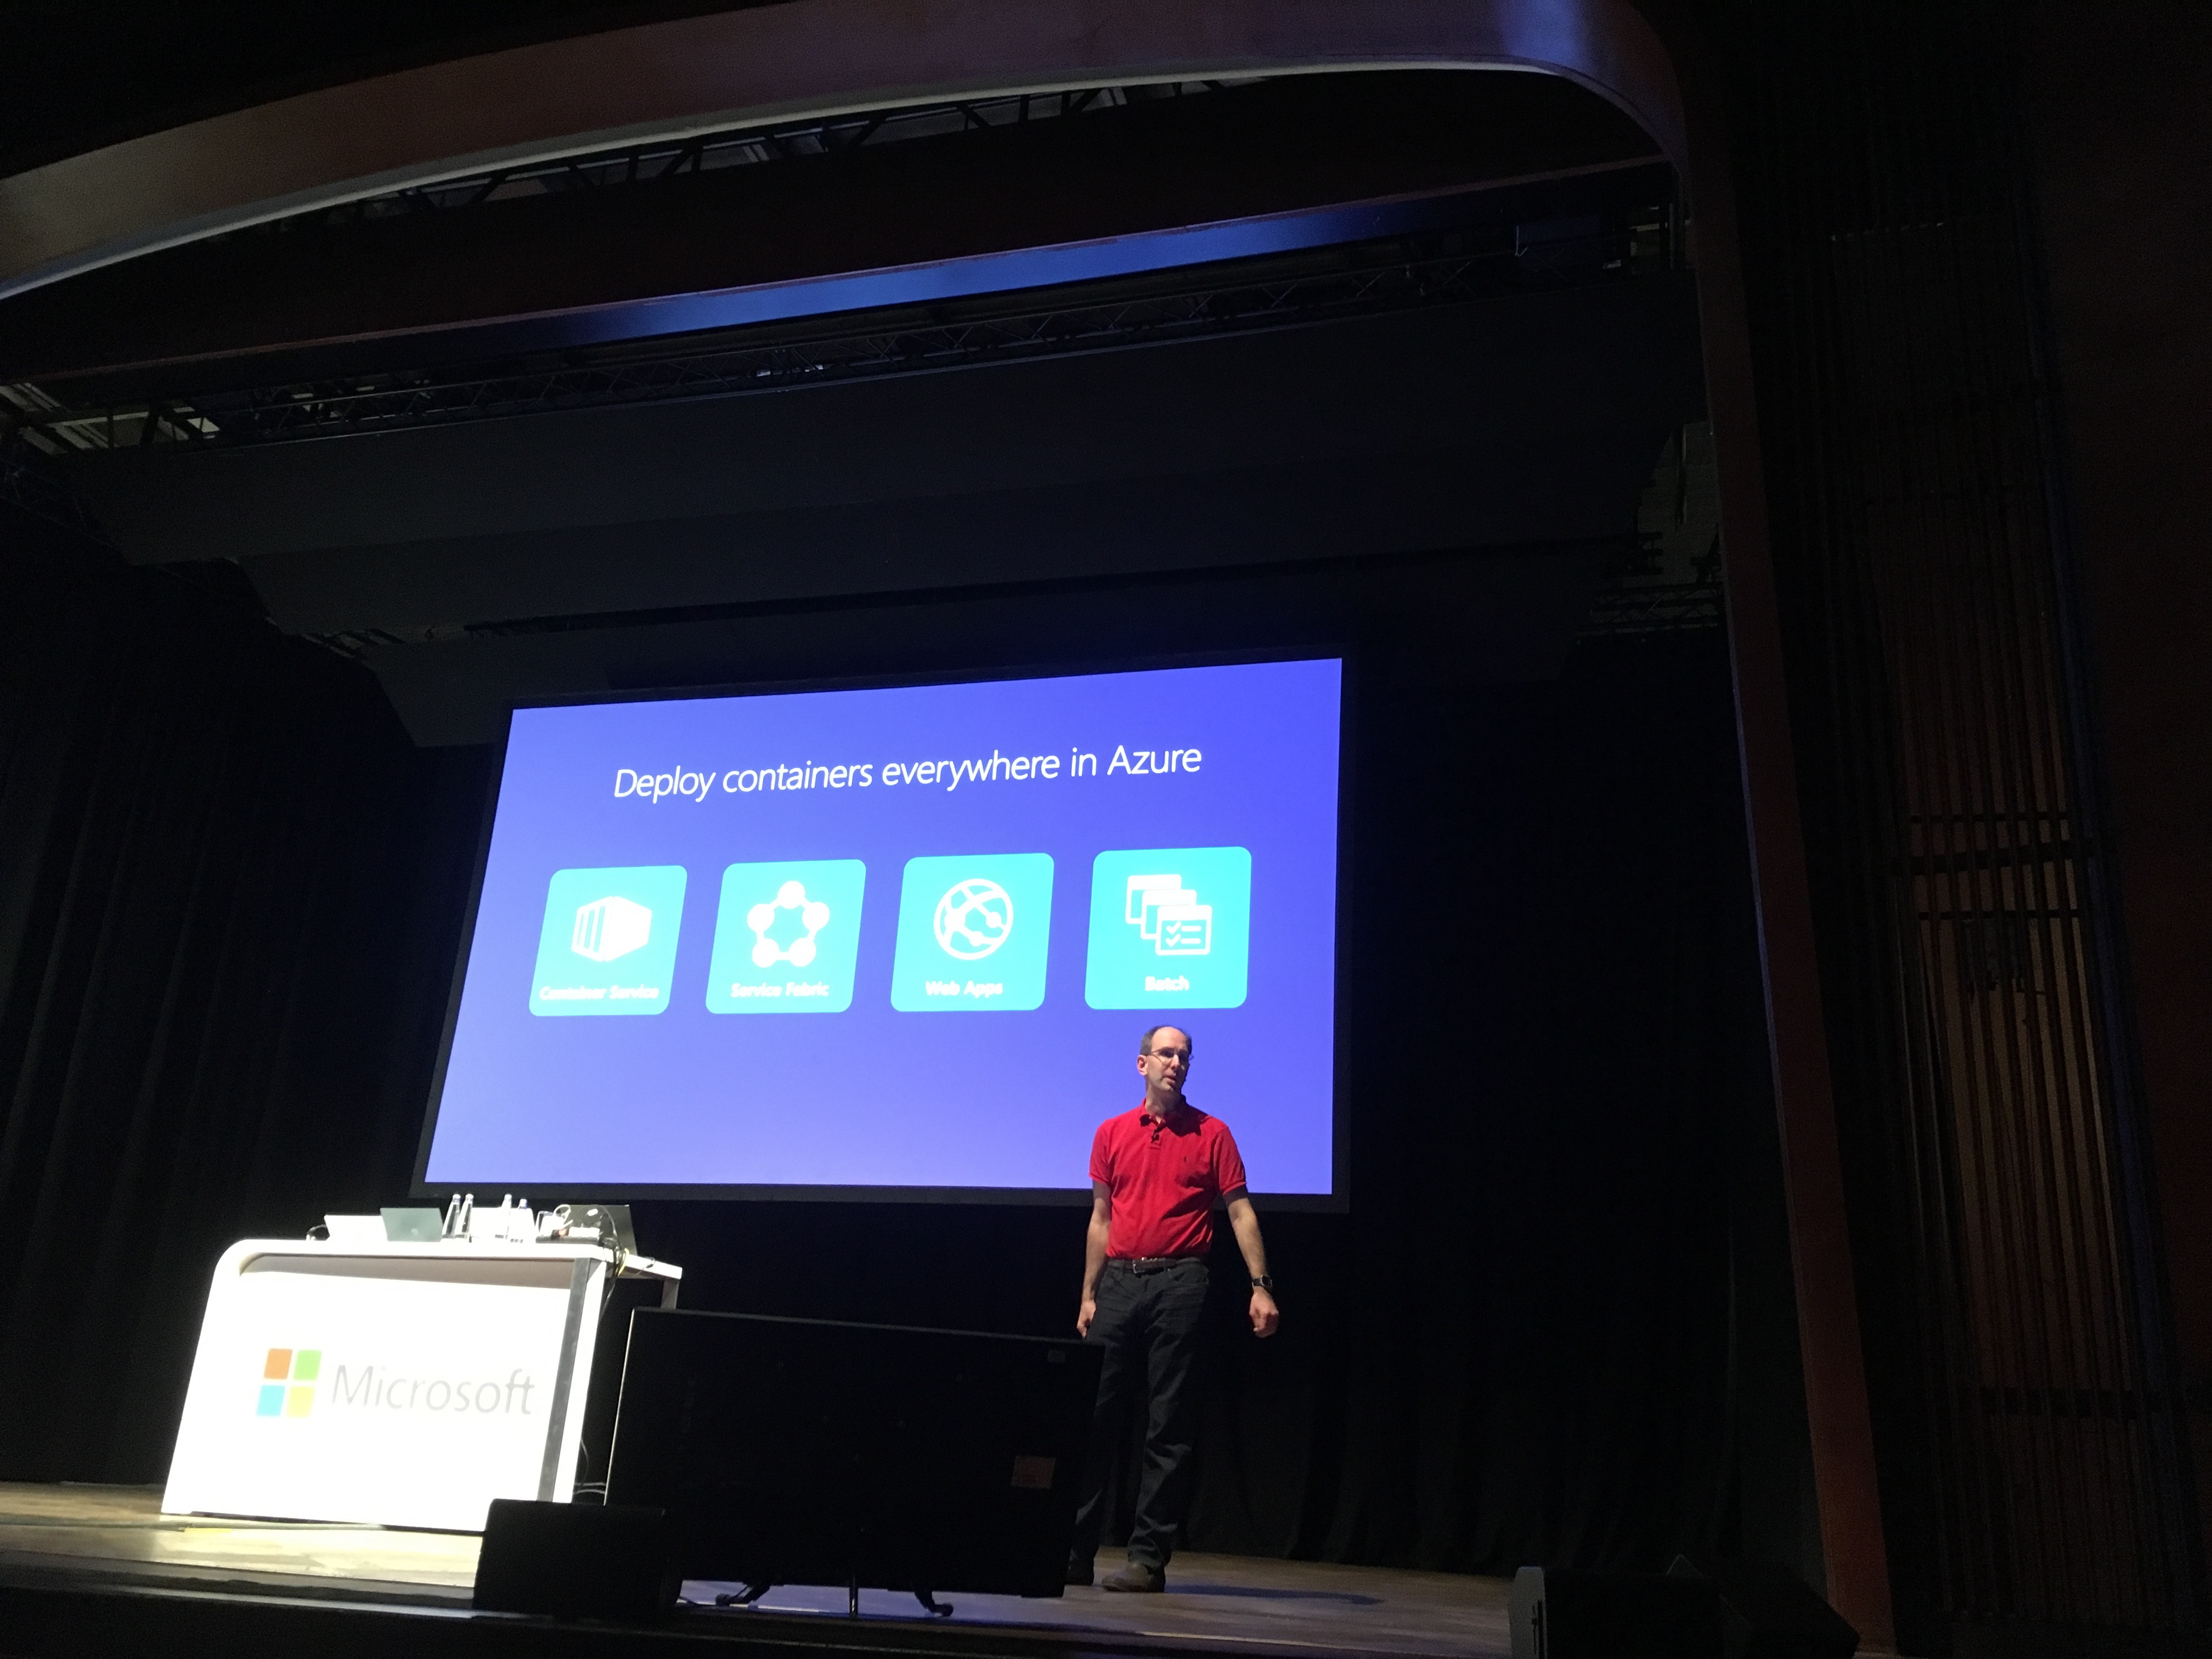 Deploy containers everywhere in Azure
Container Service
Service Fabric
Web Apps
Batch
Microsoft